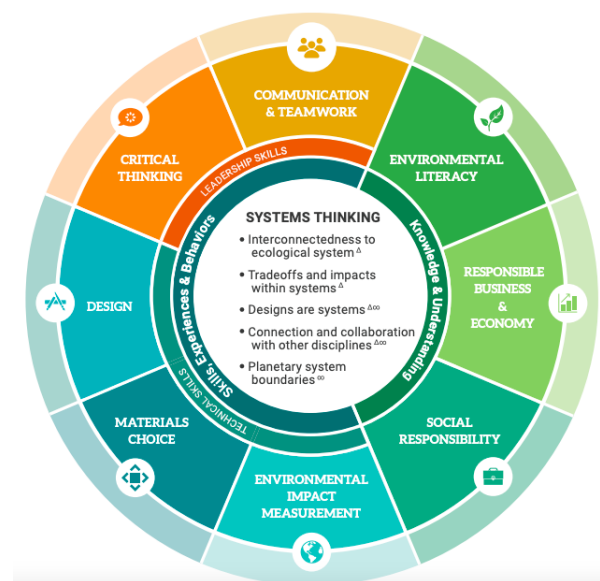 COMMUNICATION
& TEAMWORK
CRITICAL
THINKING
ENVIRONMENTAL
LITERACY
LEADERSHIP SKILLS
Skills, Experiences & Behaviors
Knowledge & Understanding
SYSTEMS THINKING
• Interconnectedness to
ecological system Δ
• Tradeoffs and impacts
within systems Δ
• Designs are systems Δ∞
• Connection and collaboration
with other disciplines Δ∞
• Planetary system
boundaries ∞
DESIGN
RESPONSIBLE
BUSINESS
&
ECONOMY
TECHNICAL SKILLS
MATERIALS
CHOICE
SOCIAL
RESPONSIBILITY
ENVIRONMENTAL
IMPACT
MEASUREMENT